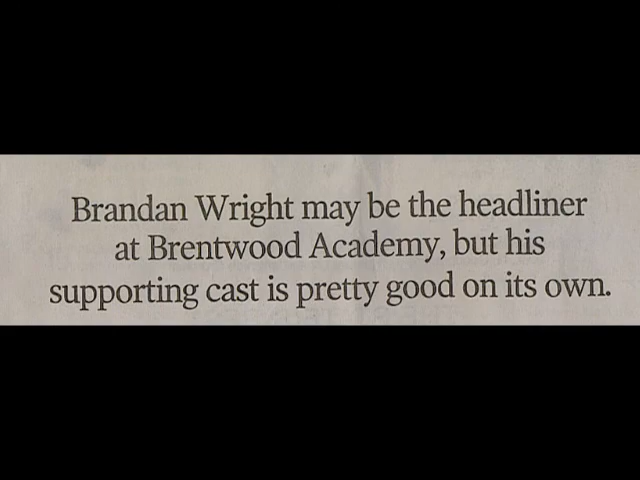 Brandan Wright may be the headliner
at Brentwood Academy, but his
supporting cast is pretty good on its own.